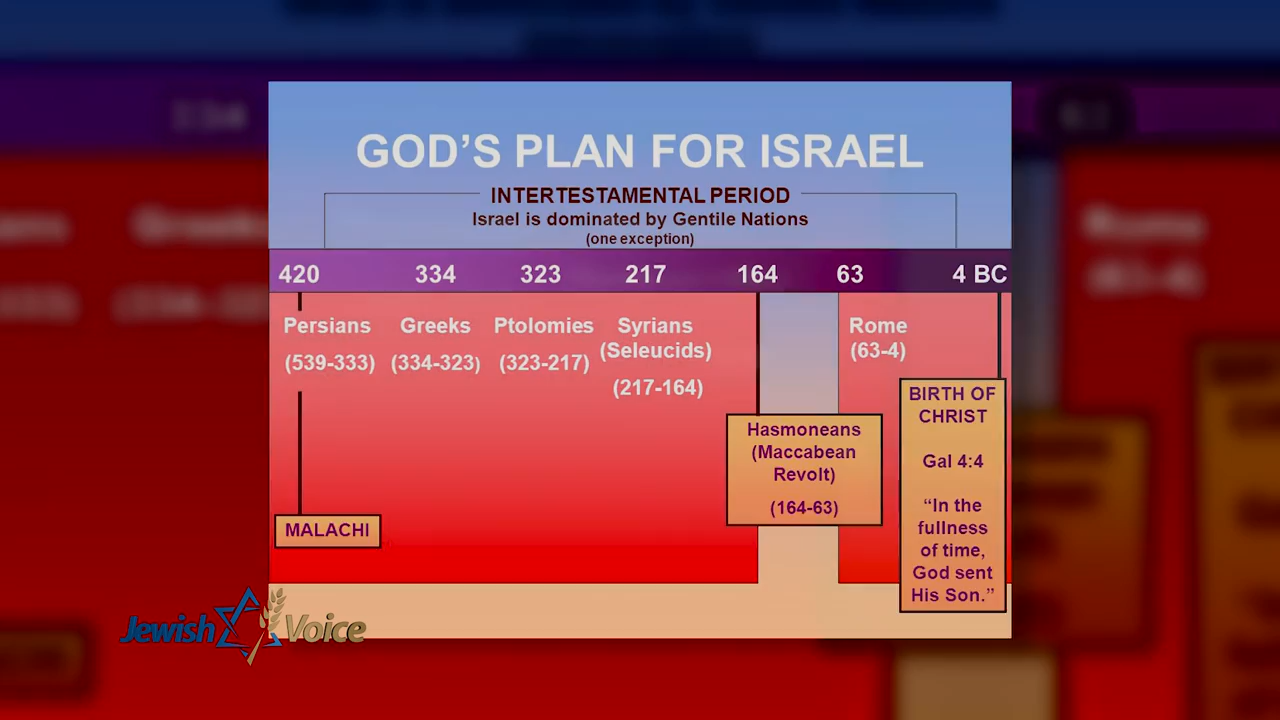 GOD'S PLAN FOR ISRAEL
INTERTESTAMENTAL PERIOD
Israel is dominated by Gentile Nations
(one exception)
420 334 323 217 164 63 4 BC
Persians
(539-333)
Greeks
(334-323)
Ptolomies
(323-217)
Syrians
(Seleucids)
(217-164)
Rome
(63-4)
Hasmoneans
(Maccabean
Revolt)
(164-63)
BIRTH OF
CHRIST
Gal 4:4
“In the
fullness
of time,
God sent
His Son.”
MALACHI
Jewish Voice